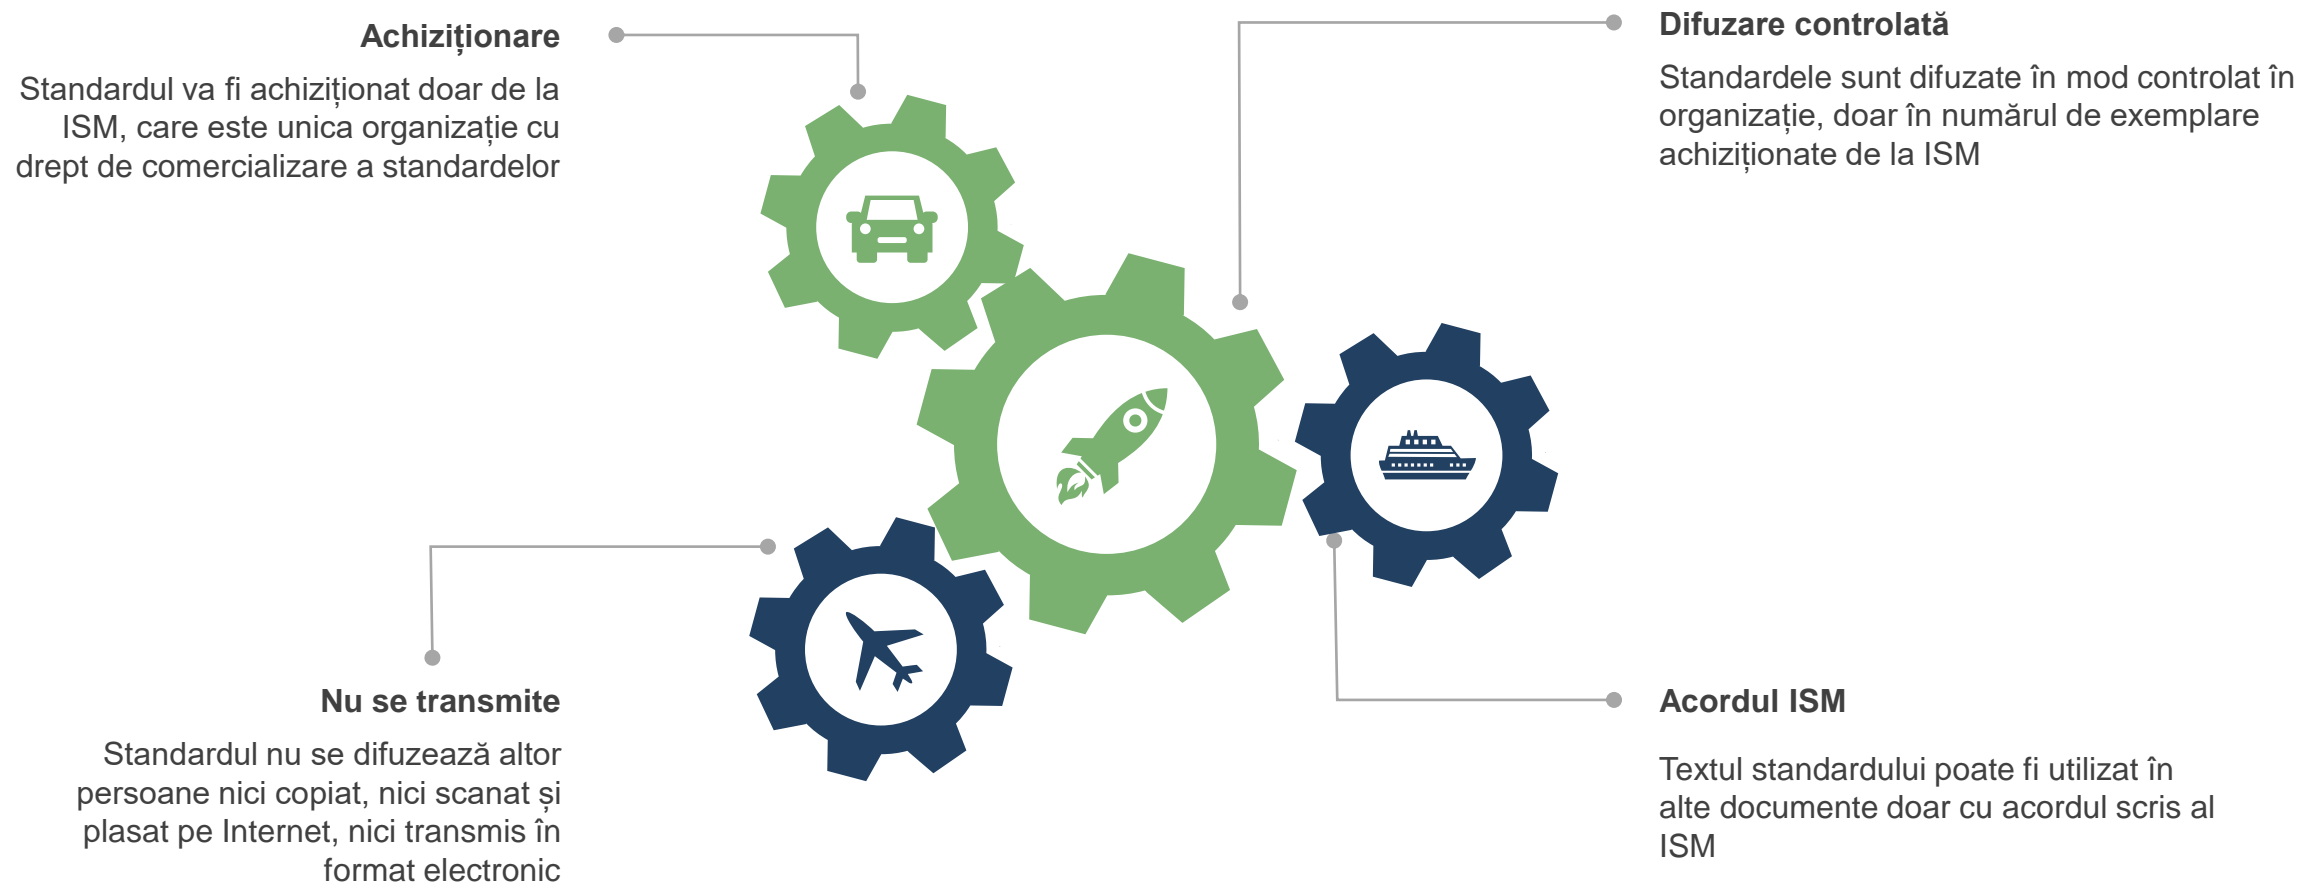 Achiziționare
Standardul va fi achiziționat doar de la
ISM, care este unica organizație cu
drept de comercializare a standardelor
Difuzare controlată
Standardele sunt difuzate în mod controlat în
organizație, doar în numărul de exemplare
achiziționate de la ISM
Nu se transmite
Standardul nu se difuzează altor
persoane nici copiat, nici scanat și
plasat pe Internet, nici transmis în
format electronic
Acordul ISM
Textul standardului poate fi utilizat în
alte documente doar cu acordul scris al
ISM